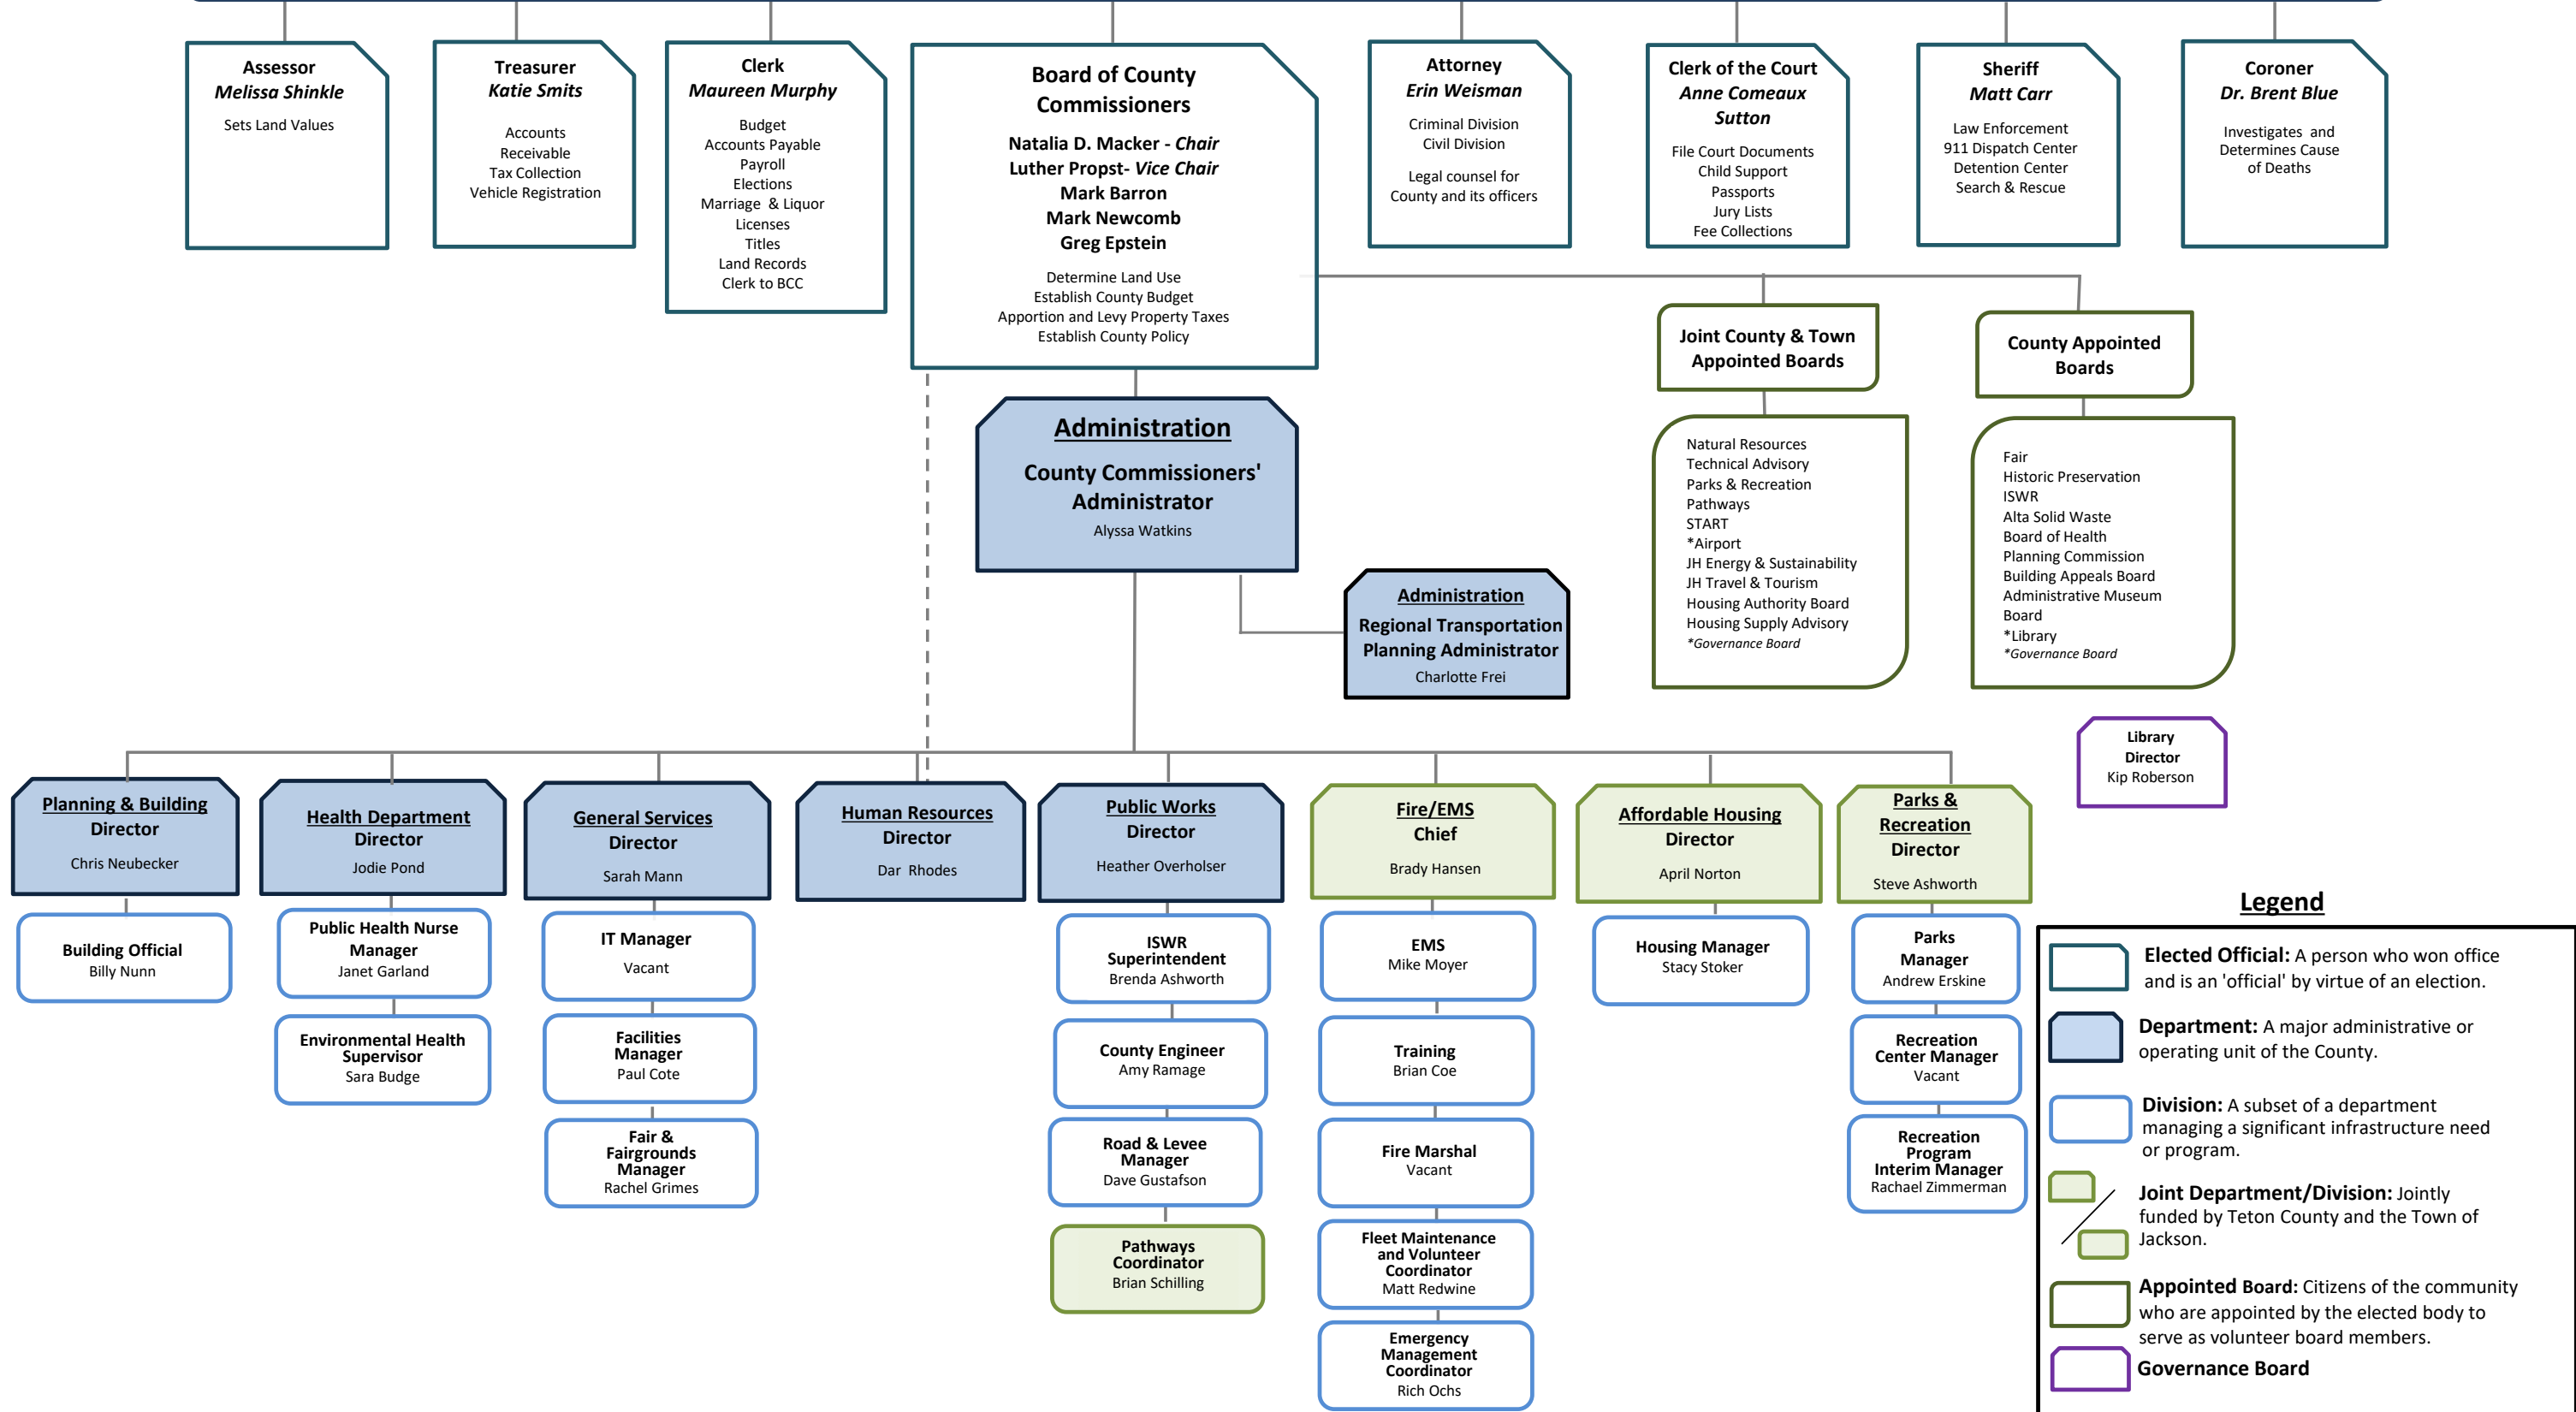 Assessor
Melissa Shinkle
Sets Land Values
Treasurer
Katie Smits
Accounts
Receivable
Tax Collection
Vehicle Registration
Clerk
Maureen Murphy
Budget
Accounts Payable
Payroll
Elections
Marriage & Liquor
Licenses
Titles
Land Records
Clerk to BCC
Board of County
Commissioners
Natalia D. Macker - Chair
Luther Propst- Vice Chair
Mark Barron
Mark Newcomb
Greg Epstein
Determine Land Use
Establish County Budget
Apportion and Levy Property Taxes
Establish County Policy
Attorney
Erin Weisman
Criminal Division
Civil Division
Legal counsel for
County and its officers
Clerk of the Court
Anne Comeaux
Sutton
File Court Documents
Child Support
Passports
Jury Lists
Fee Collections
Sheriff
Matt Carr
Law Enforcement
911 Dispatch Center
Detention Center
Search & Rescue
Coroner
Dr. Brent Blue
Investigates and
Determines Cause
of Deaths
Joint County & Town
Appointed Boards
Natural Resources
Technical Advisory
Parks & Recreation
Pathways
START
*Airport
JH Energy & Sustainability
JH Travel & Tourism
Housing Authority Board
Housing Supply Advisory
*Governance Board
County Appointed
Boards
Fair
Historic Preservation
ISWR
Alta Solid Waste
Board of Health
Planning Commission
Building Appeals Board
Administrative Museum
Board
*Library
*Governance Board
Administration
County Commissioners'
Administrator
Alyssa Watkins
Administration
Regional Transportation
Planning Administrator
Charlotte Frei
Library
Director
Kip Roberson
Planning & Building
Director
Chris Neubecker
Building Official
Billy Nunn
Health Department
Director
Jodie Pond
Public Health Nurse
Manager
Janet Garland
Environmental Health
Supervisor
Sara Budge
General Services
Director
Sarah Mann
IT Manager
Vacant
Facilities
Manager
Paul Cote
Fair &
Fairgrounds
Manager
Rachel Grimes
Human Resources
Director
Dar Rhodes
Public Works
Director
Heather Overholser
ISWR
Superintendent
Brenda Ashworth
County Engineer
Amy Ramage
Road & Levee
Manager
Dave Gustafson
Pathways
Coordinator
Brian Schilling
Fire/EMS
Chief
Brady Hansen
EMS
Mike Moyer
Training
Brian Coe
Fire Marshal
Vacant
Fleet Maintenance
and Volunteer
Coordinator
Matt Redwine
Emergency
Management
Coordinator
Rich Ochs
Affordable Housing
Director
April Norton
Housing Manager
Stacy Stoker
Parks &
Recreation
Director
Steve Ashworth
Parks
Manager
Andrew Erskine
Recreation
Center Manager
Vacant
Recreation
Program
Interim Manager
Rachael Zimmerman
Legend
Elected Official: A person who won office
and is an 'official' by virtue of an election.
Department: A major administrative or
operating unit of the County.
Division: A subset of a department
managing a significant infrastructure need
or program.
Joint Department/Division: Jointly
funded by Teton County and the Town of
Jackson.
Appointed Board: Citizens of the community
who are appointed by the elected body to
serve as volunteer board members.
Governance Board